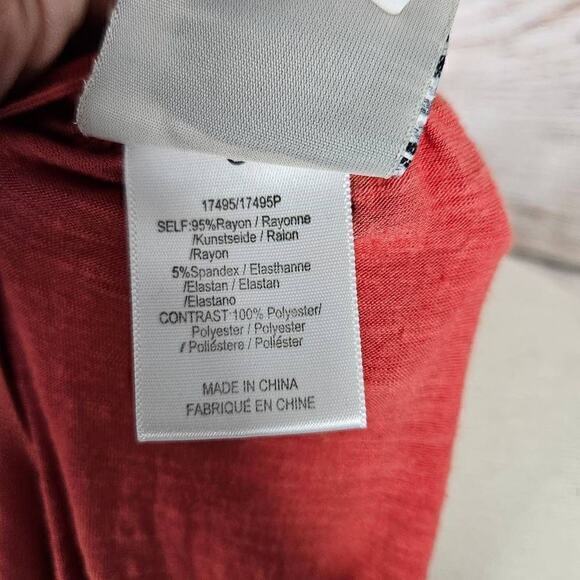 17495/17495P
SELF:95%Rayon / Rayonne
/Kunstseide / Raion
/Rayon
5%Spandex / Elasthanne
/Elastan / Elastan
/Elastano
CONTRAST 100% Polyester/
Polyester / Polyester
/ Poliéstere / Poliéster
MADE IN CHINA
FABRIQUÉ EN CHINE